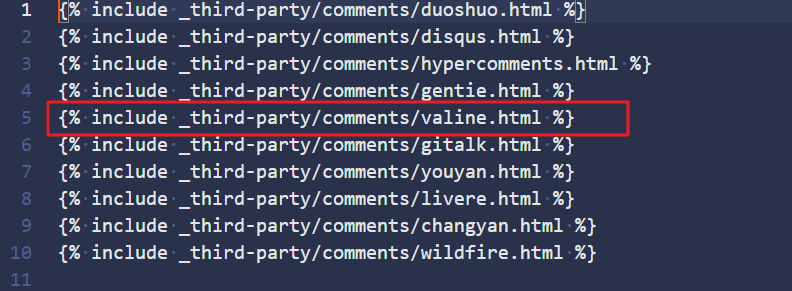 1 {% include _third-party/comments/duoshuo.html %}
2 {% include _third-party/comments/disqus.html %}
3 {% include _third-party/comments/hypercomments.html %}
4 {% include _third-party/comments/gentie.html %}
5 {% include _third-party/comments/valine.html %}
6 {% include _third-party/comments/gitalk.html %}
7 {% include _third-party/comments/youyan.html %}
8 {% include _third-party/comments/livere.html %}
9 {% include _third-party/comments/changyan.html %}
10 {% include _third-party/comments/wildfire.html %}
11